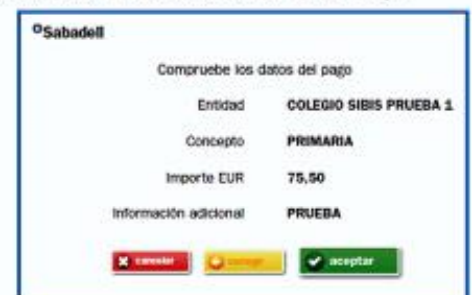 Sabadell
Compruebe los datos del pago
Entidad COLEGIO SIBIS PRUEBA 1
Concepto PRIMARIA
Importe EUR 75,50
Información adicional PRUEBA
cancelar aceptar